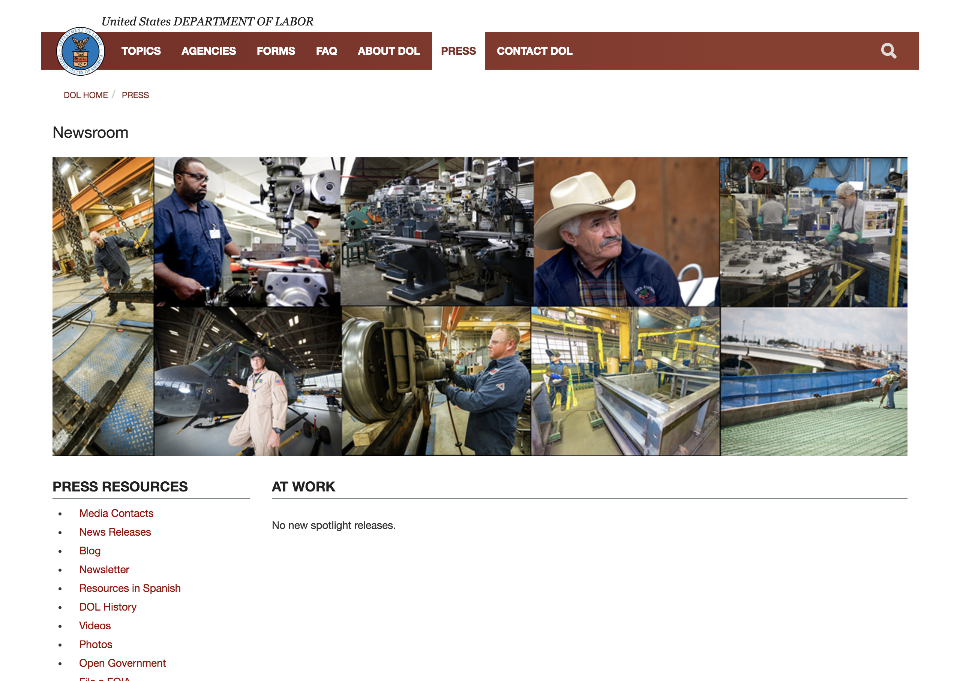 United States DEPARTMENT OF LABOR
TOPICS AGENCIES FORMS FAQ ABOUT DOL PRESS CONTACT DOL
DOL HOME / PRESS
Newsroom
PRESS RESOURCES
• Media Contacts
• News Releases
• Blog
• Newsletter
• Resources in Spanish
• DOL History
• Videos
• Photos
• Open Government
• File a FOIA
AT WORK
No new spotlight releases.